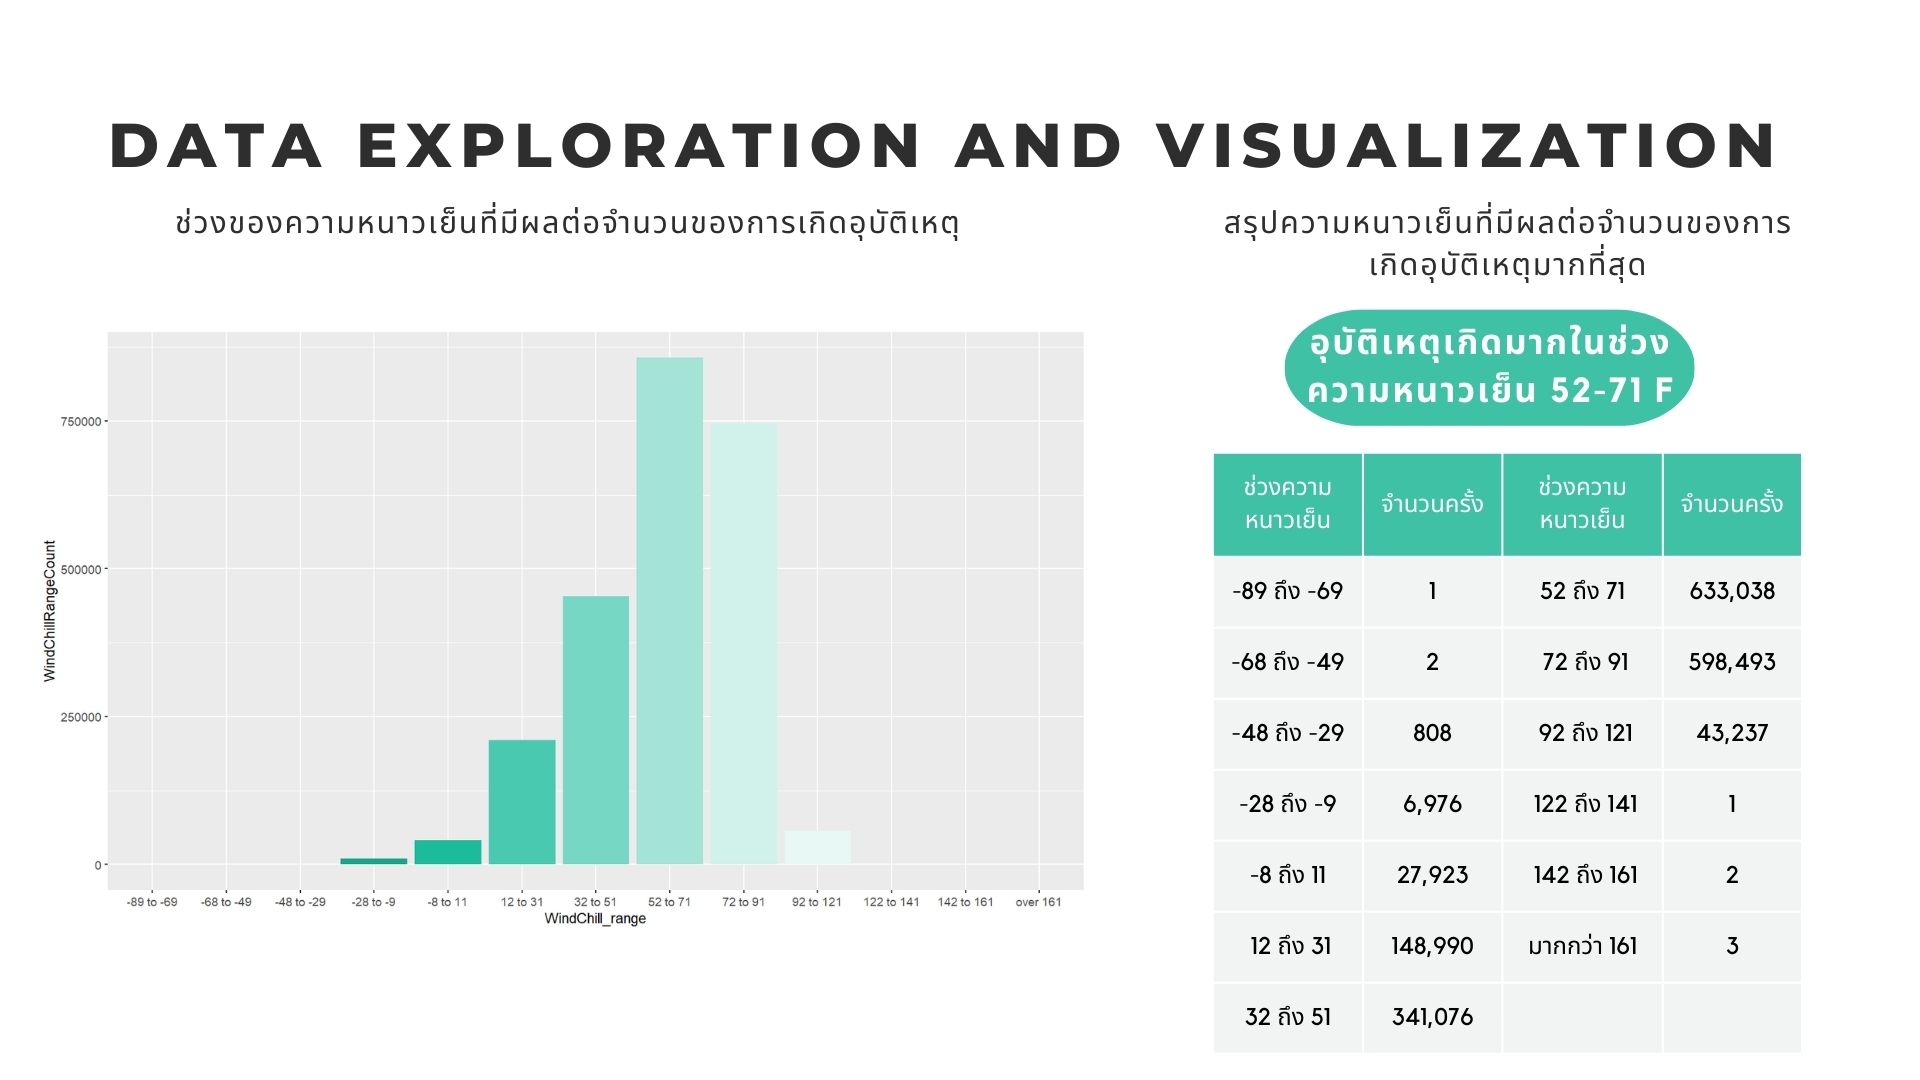 DATA EXPLORATION AND VISUALIZATION
ช่วงของความหนาวเย็นที่มีผลต่อจำนวนของการเกิดอุบัติเหตุ
WindChillRangeCount
750000
500000
250000
0
-89 to -69 -68 to -49 -48 to -29 -28 to -9 -8 to 11 12 to 31 32 to 51 52 to 71 72 to 91 92 to 121 122 to 141 142 to 161 over 161
WindChill_range
สรุปความหนาวเย็นที่มีผลต่อจำนวนของการ
เกิดอุบัติเหตุมากที่สุด
อุบัติเหตุเกิดมากในช่วง
ความหนาวเย็น 52-71 F
ช่วงความ
หนาวเย็น
จำนวนครั้ง
ช่วงความ
หนาวเย็น
จำนวนครั้ง
-89 ถึง -69 1 52 ถึง 71 633,038
-68 ถึง -49 2 72 ถึง 91 598,493
-48 ถึง -29 808 92 ถึง 121 43,237
-28 ถึง -9 6,976 122 ถึง 141 1
-8 ถึง 11 27,923 142 ถึง 161 2
12 ถึง 31 148,990 มากกว่า 161 3
32 ถึง 51 341,076